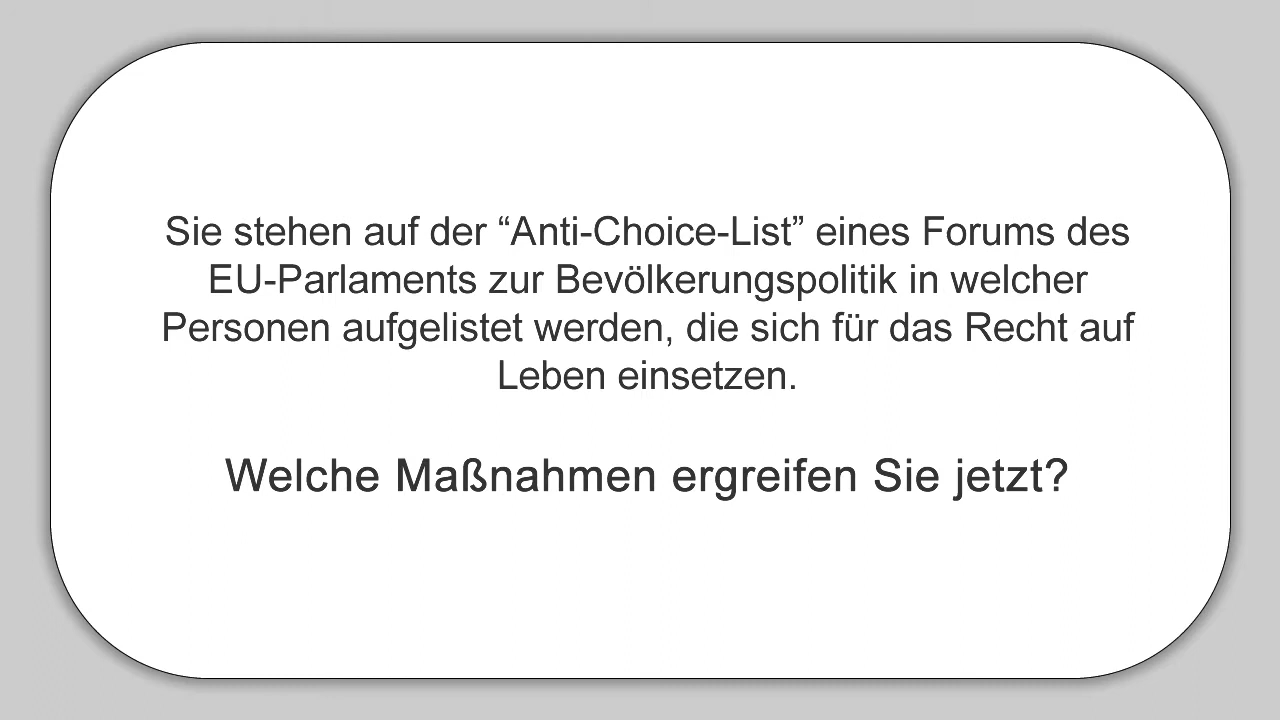 Sie stehen auf der “Anti-Choice-List” eines Forums des
EU-Parlaments zur Bevölkerungspolitik in welcher
Personen aufgelistet werden, die sich für das Recht auf
Leben einsetzen.
Welche Maßnahmen ergreifen Sie jetzt?